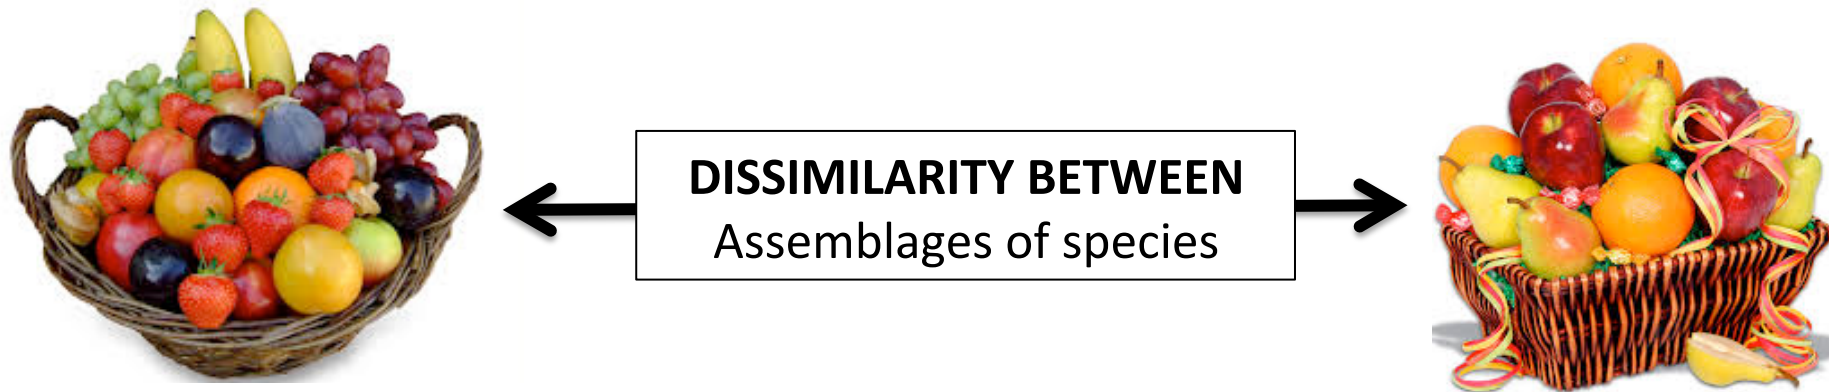 DISSIMILARITY BETWEEN
Assemblages of species